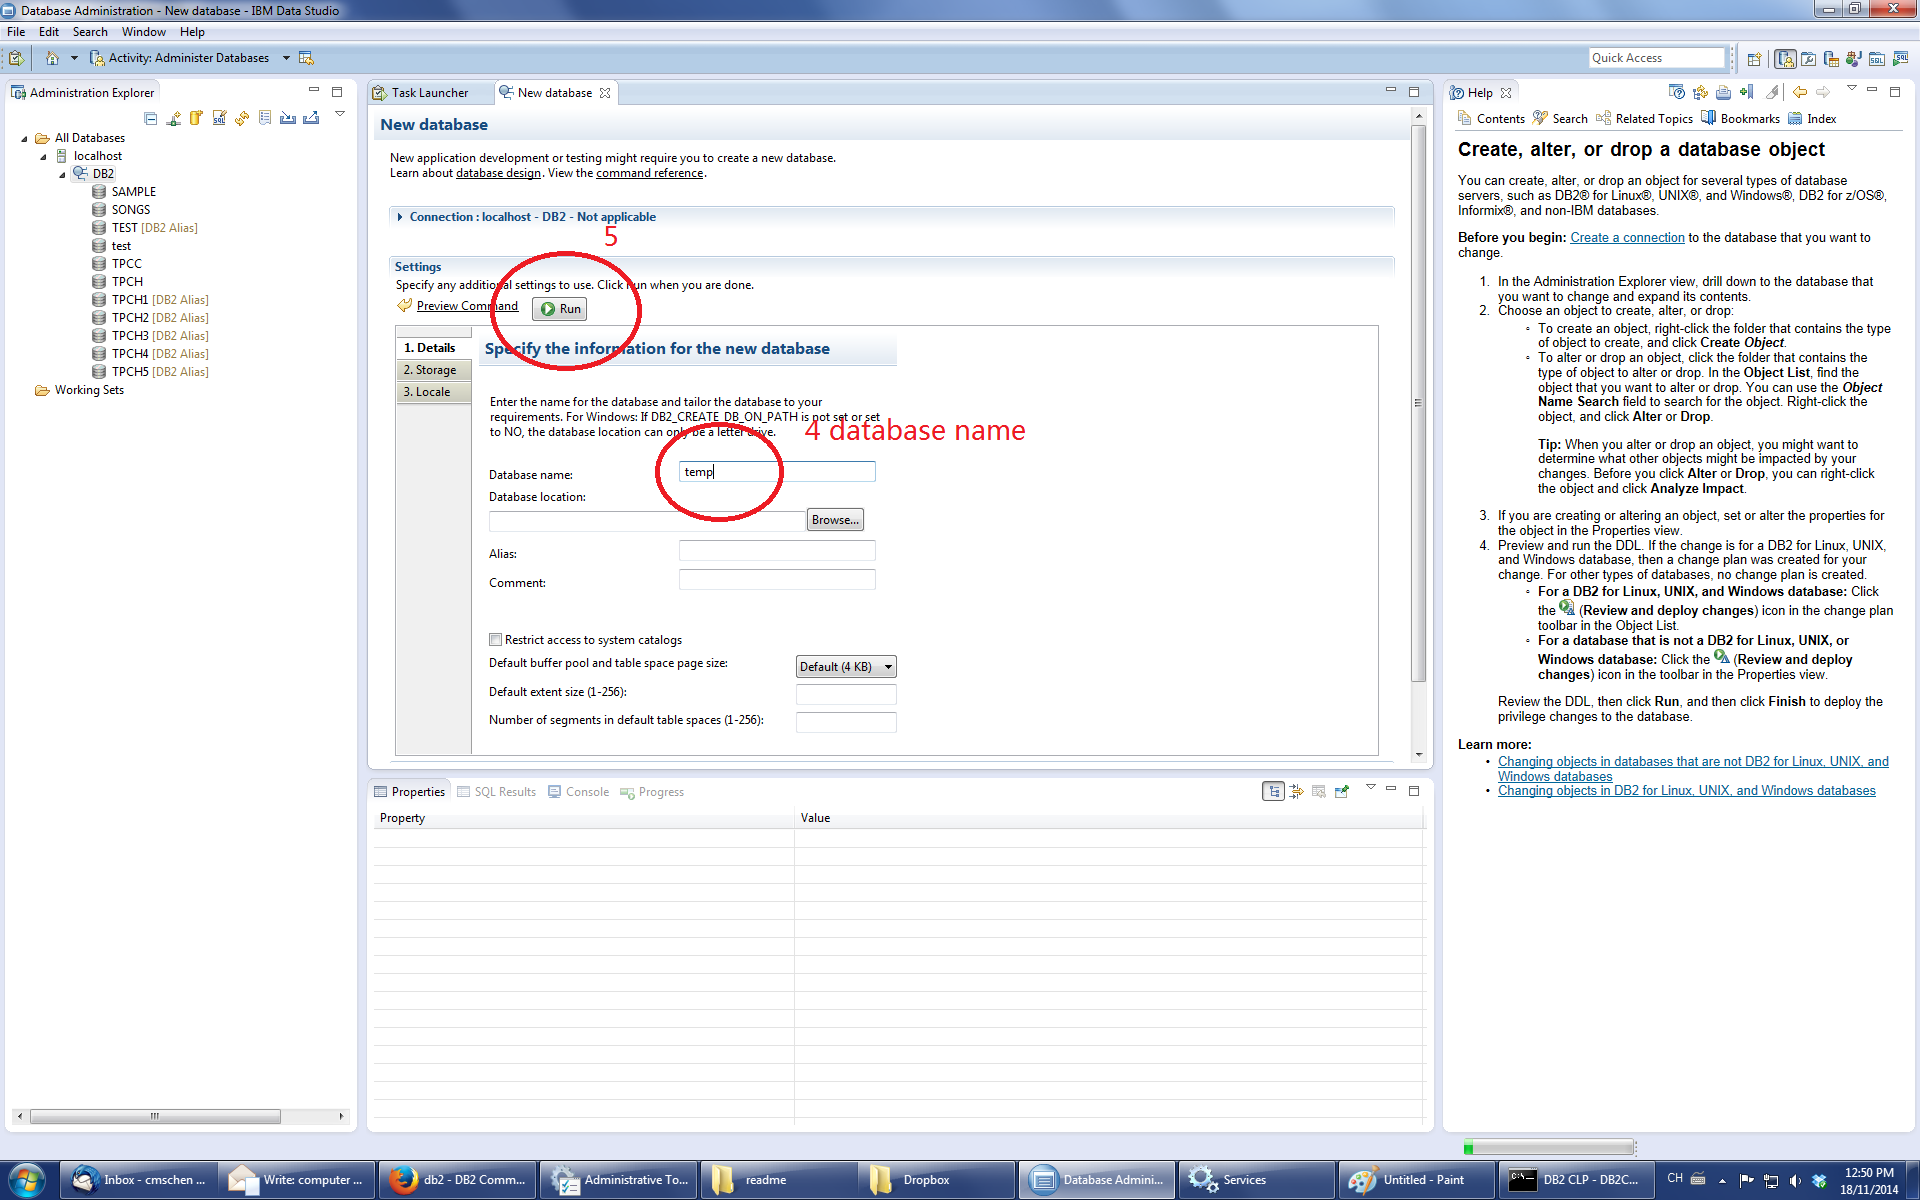 Database Administration - New database - IBM Data Studio
File Edit Search Window Help
Activity: Administer Databases
Quick Access
Administration Explorer
All Databases
localhost
DB2
SAMPLE
SONGS
TEST [DB2 Alias]
test
TPCC
TPCH
TPCH1 [DB2 Alias]
TPCH2 [DB2 Alias]
TPCH3 [DB2 Alias]
TPCH4 [DB2 Alias]
TPCH5 [DB2 Alias]
Working Sets
Task Launcher
New database
New database
New application development or testing might require you to create a new database.
Learn about database design. View the command reference.
Connection : localhost - DB2 - Not applicable
5
Settings
Specify any additional settings to use. Click Run when you are done.
Preview Command
Run
1. Details
2. Storage
3. Locale
Specify the information for the new database
Enter the name for the database and tailor the database to your
requirements. For Windows: If DB2_CREATE_DB_ON_PATH is not set or set
to NO, the database location can only be a letter drive.
4 database name
Database name:
temp
Database location:
Browse...
Alias:
Comment:
Restrict access to system catalogs
Default buffer pool and table space page size:
Default (4 KB)
Default extent size (1-256):
Number of segments in default table spaces (1-256):
Properties
SQL Results
Console
Progress
Property
Value
Help
Contents Search Related Topics Bookmarks Index
Create, alter, or drop a database object
You can create, alter, or drop an object for several types of database
servers, such as DB2® for Linux®, UNIX®, and Windows®, DB2 for z/OS®,
Informix®, and non-IBM databases.
Before you begin: Create a connection to the database that you want to
change.
1. In the Administration Explorer view, drill down to the database that
you want to change and expand its contents.
2. Choose an object to create, alter, or drop:
◦ To create an object, right-click the folder that contains the type
of object to create, and click Create Object.
◦ To alter or drop an object, click the folder that contains the
type of object to alter or drop. In the Object List, find the
object that you want to alter or drop. You can use the Object
Name Search field to search for the object. Right-click the
object, and click Alter or Drop.
Tip: When you alter or drop an object, you might want to
determine what other objects might be impacted by your
changes. Before you click Alter or Drop, you can right-click
the object and click Analyze Impact.
3. If you are creating or altering an object, set or alter the properties for
the object in the Properties view.
4. Preview and run the DDL. If the change is for a DB2 for Linux, UNIX,
and Windows database, then a change plan was created for your
change. For other types of databases, no change plan is created.
◦ For a DB2 for Linux, UNIX, and Windows database: Click
the (Review and deploy changes) icon in the change plan
toolbar in the Object List.
◦ For a database that is not a DB2 for Linux, UNIX, or
Windows database: Click the (Review and deploy
changes) icon in the toolbar in the Properties view.
Review the DDL, then click Run, and then click Finish to deploy the
privilege changes to the database.
Learn more:
• Changing objects in databases that are not DB2 for Linux, UNIX, and
Windows databases
• Changing objects in DB2 for Linux, UNIX, and Windows databases
Inbox - cmschen ...
Write: computer ...
db2 - DB2 Comm...
Administrative To...
readme
Dropbox
Database Admini...
Services
Untitled - Paint
DB2 CLP - DB2C...
CH
12:50 PM
18/11/2014